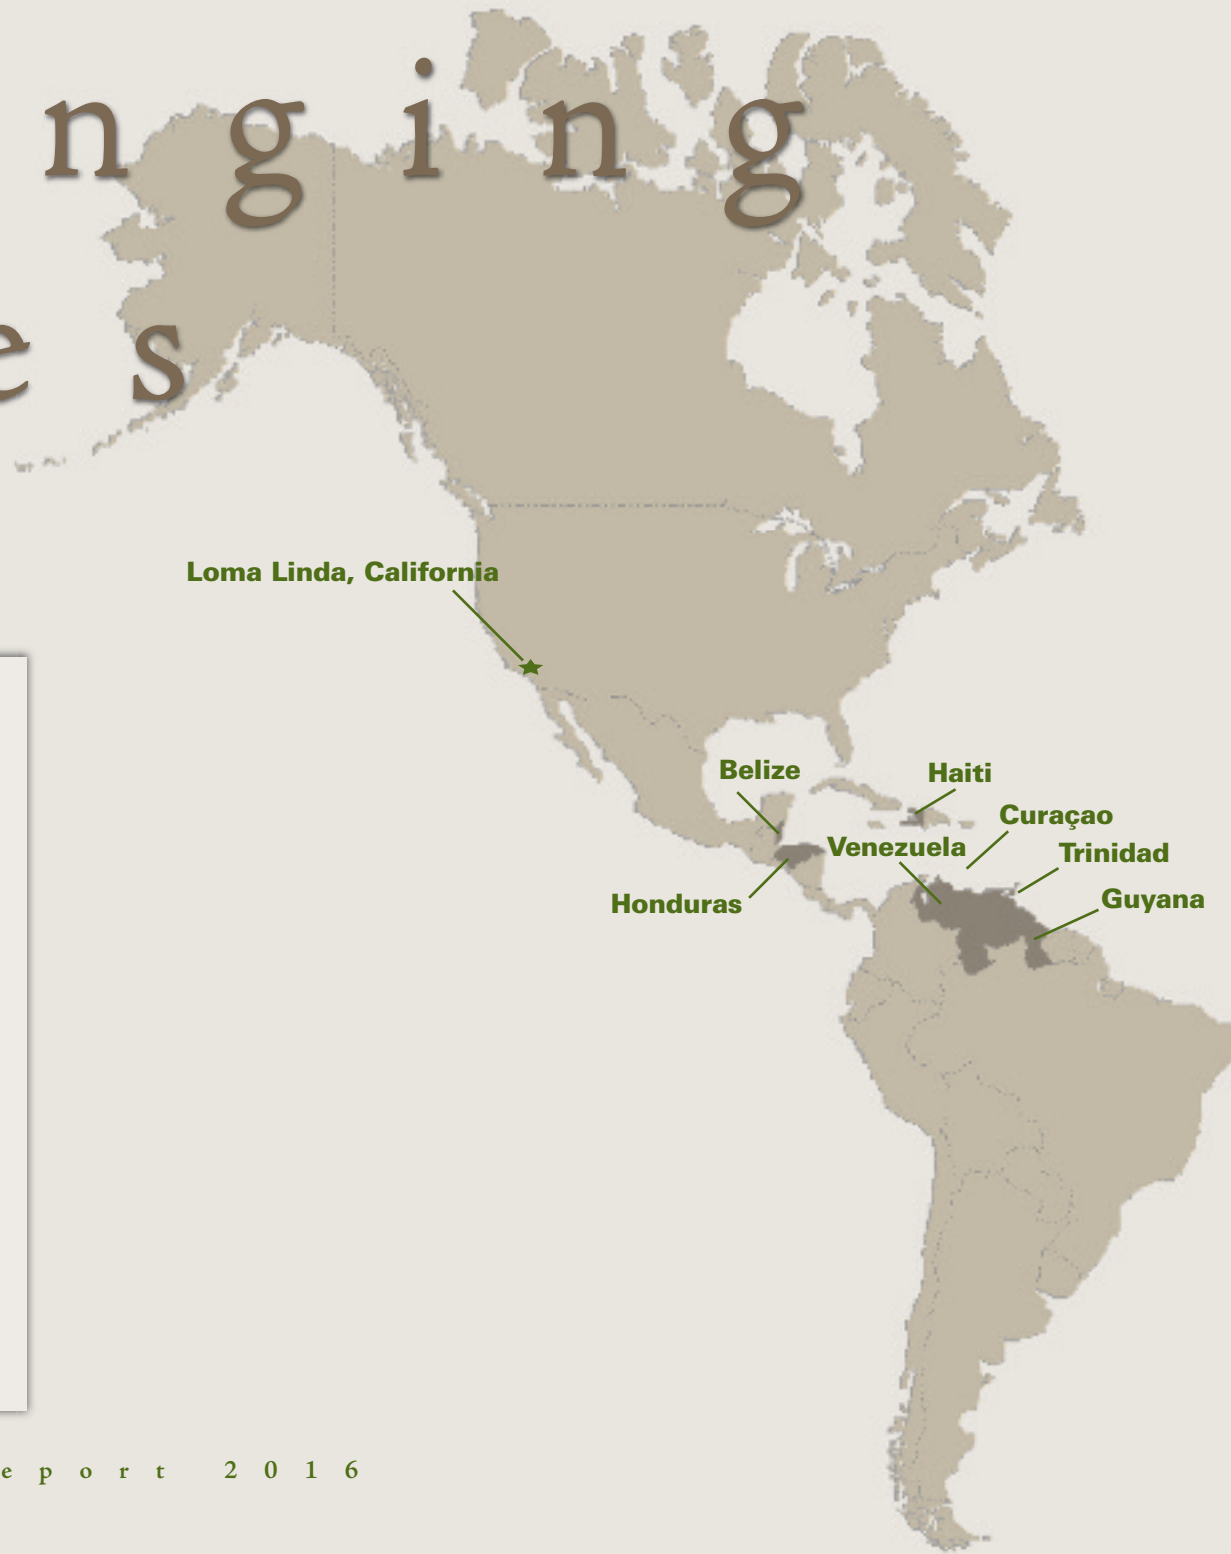 n g i n g
e s
Loma Linda, California
Belize
Haiti
Curaçao
Venezuela
Trinidad
Guyana
Honduras
e p o r t 2 0 1 6